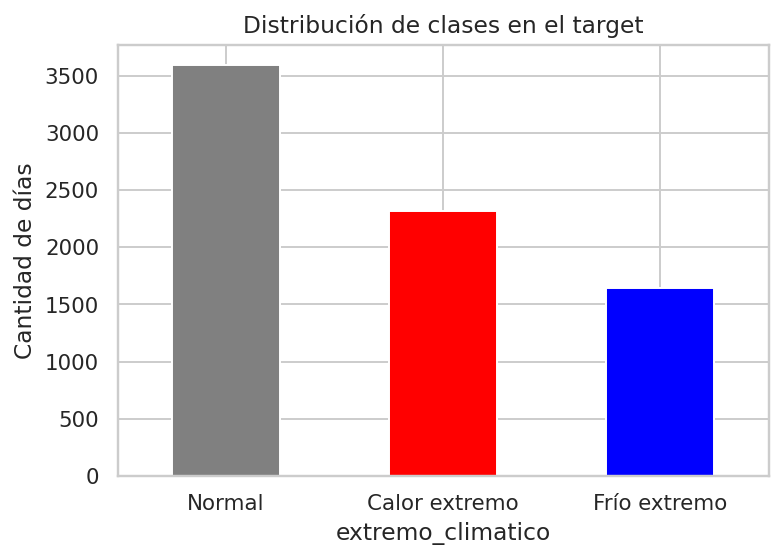 Distribución de clases en el target
Cantidad de días
3500
3000
2500
2000
1500
1000
500
0
Normal
Calor extremo
Frío extremo
extremo_climatico